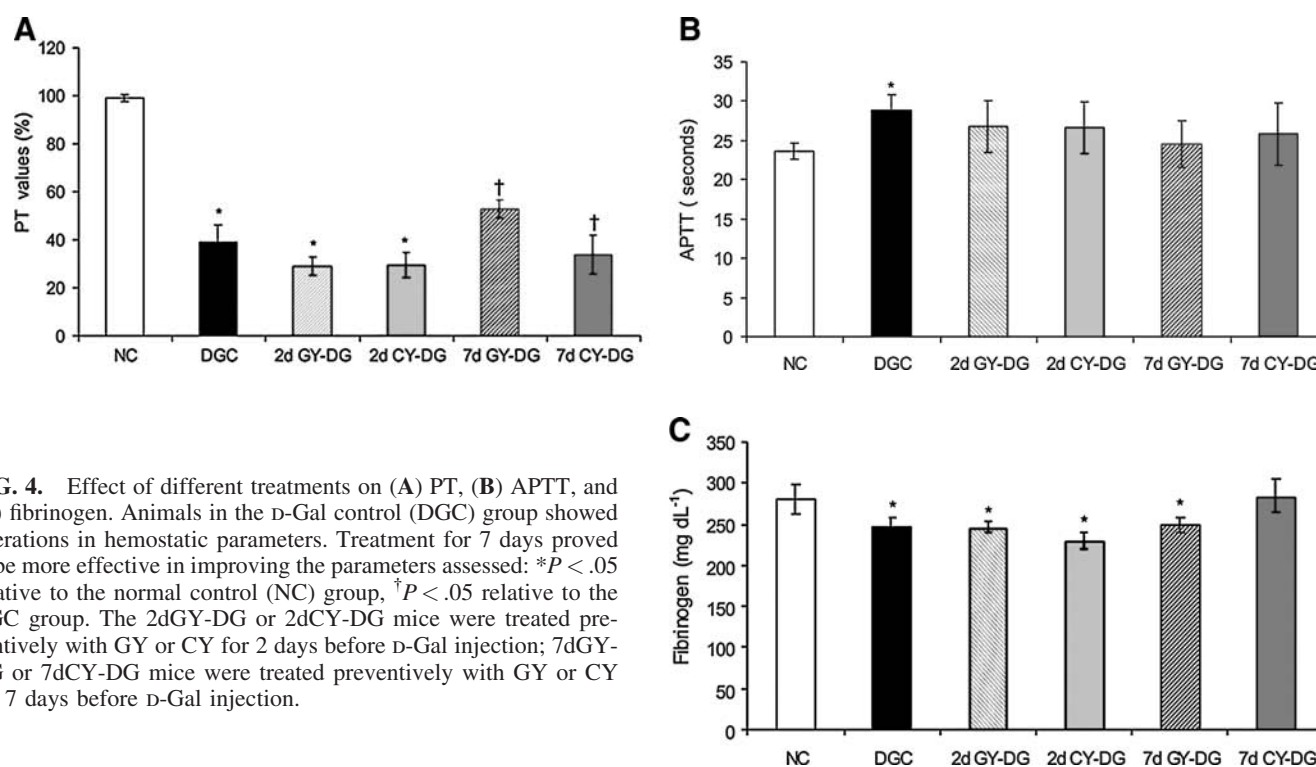 A
120
100
80
60
40
20
0
PT values (%)
*
*
*
†
†
NC DGC 2d GY-DG 2d CY-DG 7d GY-DG 7d CY-DG
B
35
30
25
20
15
10
5
0
APTT ( seconds)
*
NC DGC 2d GY-DG 2d CY-DG 7d GY-DG 7d CY-DG
G. 4. Effect of different treatments on (A) PT, (B) APTT, and
) fibrinogen. Animals in the D-Gal control (DGC) group showed
erations in hemostatic parameters. Treatment for 7 days proved
be more effective in improving the parameters assessed: *P < .05
ative to the normal control (NC) group, †P < .05 relative to the
GC group. The 2dGY-DG or 2dCY-DG mice were treated pre-
ntively with GY or CY for 2 days before D-Gal injection; 7dGY-
G or 7dCY-DG mice were treated preventively with GY or CY
7 days before D-Gal injection.
C
350
300
250
200
150
100
50
0
Fibrinogen (mg dL⁻¹)
*
*
*
*
NC DGC 2d GY-DG 2d CY-DG 7d GY-DG 7d CY-DG